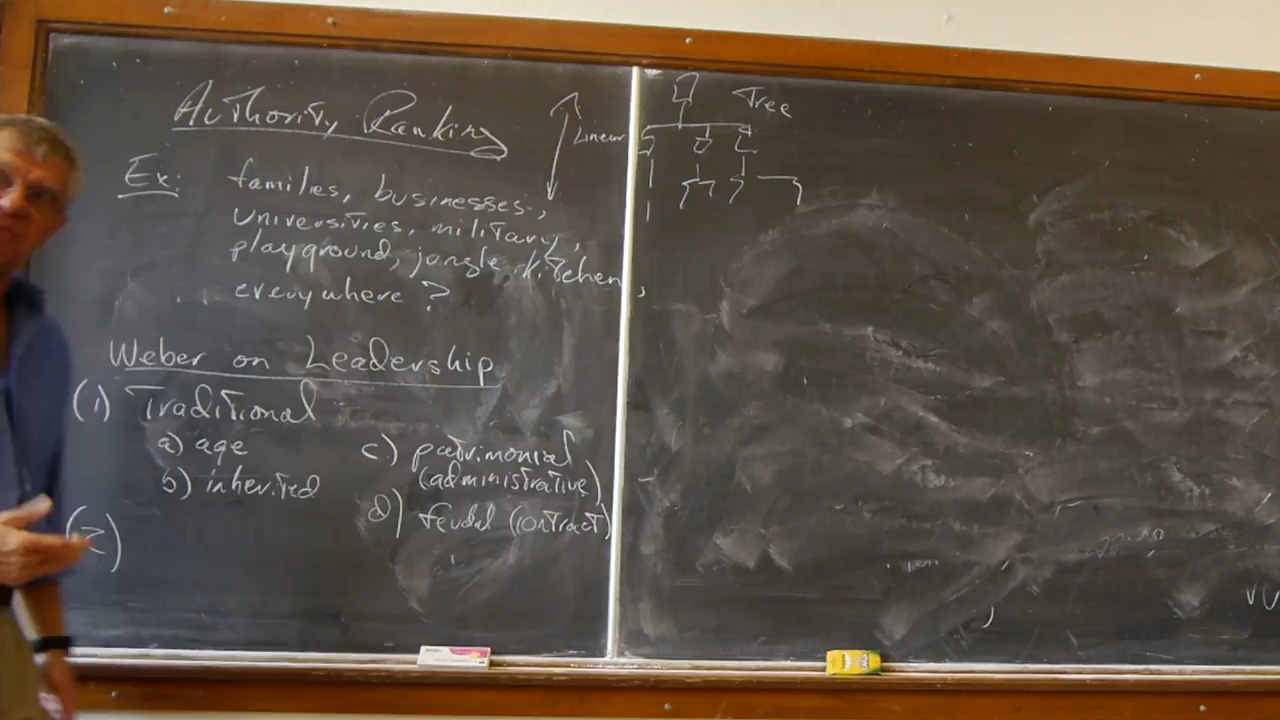 Authority Ranking
Linear
Tree
Ex: families, businesses,
universities, military,
playground, jungle, kitchen,
everywhere?
Weber on Leadership
(1) Traditional
a) age
b) inherited
c) patrimonial
(administrative)
d) feudal (contract)
(2)